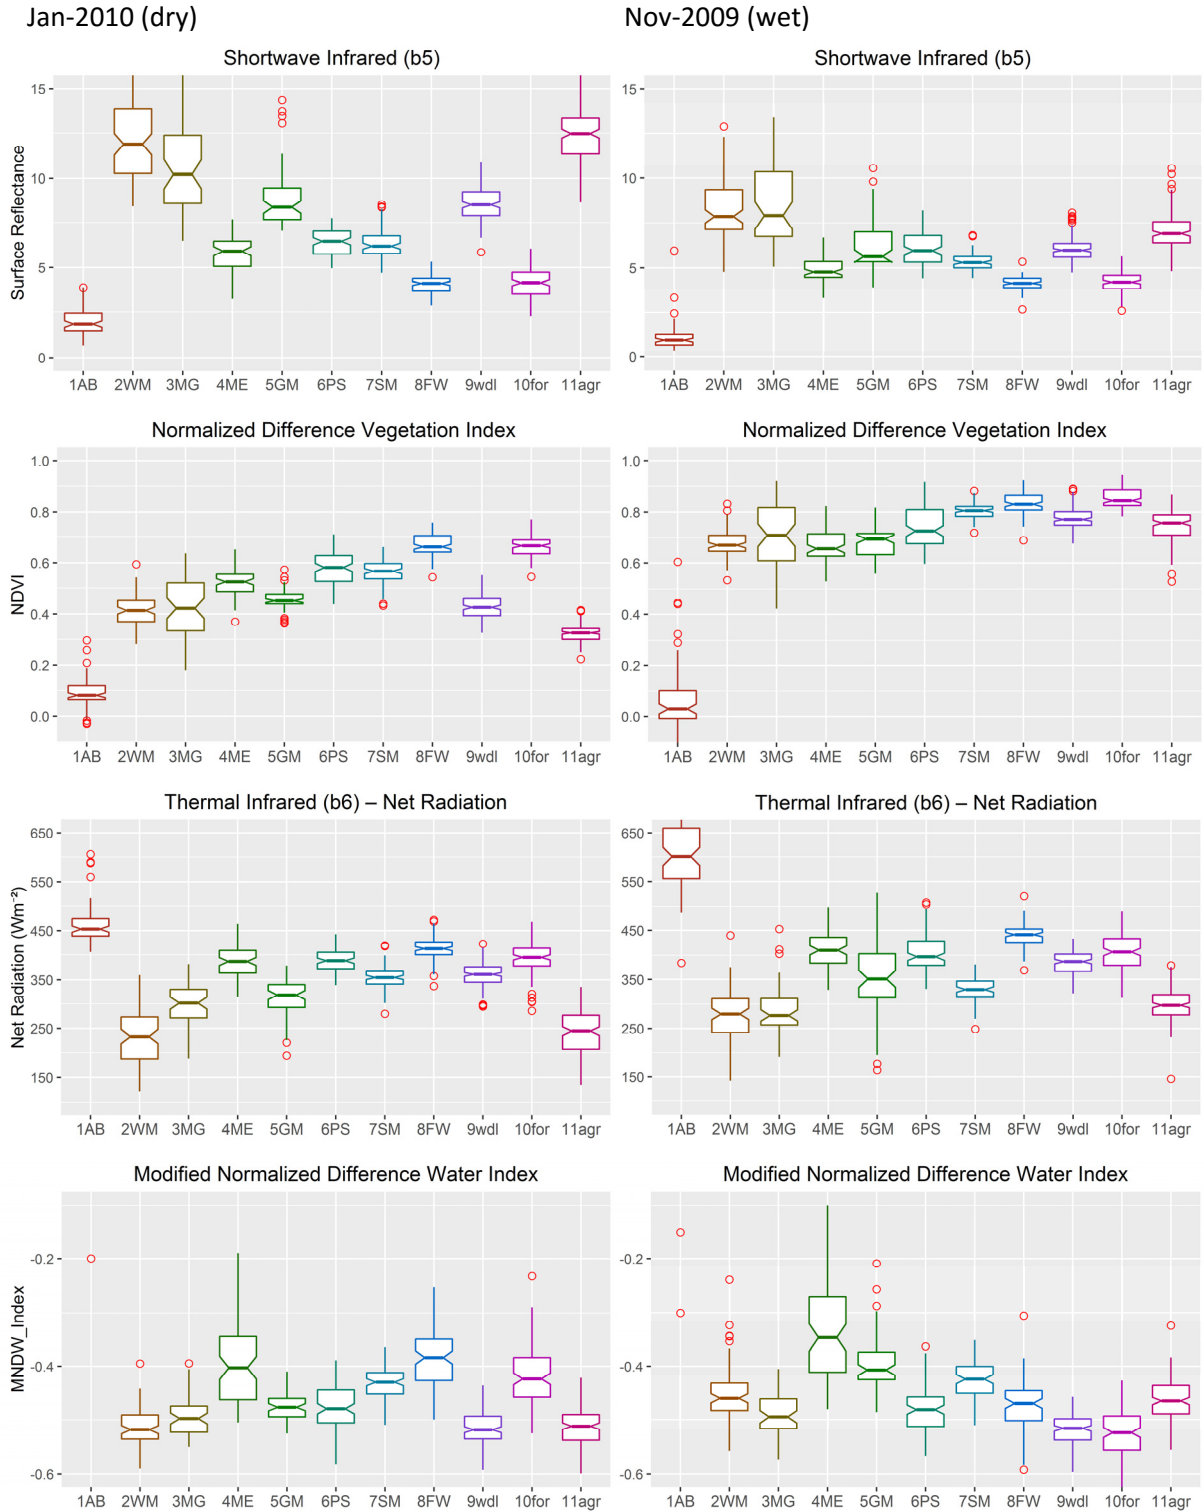 Jan-2010 (dry) Nov-2009 (wet)
Shortwave Infrared (b5) Shortwave Infrared (b5)
Surface Reflectance
15
10
5
0
15
10
5
0
1AB 2WM 3MG 4ME 5GM 6PS 7SM 8FW 9wdl 10for 11agr
1AB 2WM 3MG 4ME 5GM 6PS 7SM 8FW 9wdl 10for 11agr
Normalized Difference Vegetation Index Normalized Difference Vegetation Index
NDVI
1.0
0.8
0.6
0.4
0.2
0.0
1.0
0.8
0.6
0.4
0.2
0.0
1AB 2WM 3MG 4ME 5GM 6PS 7SM 8FW 9wdl 10for 11agr
1AB 2WM 3MG 4ME 5GM 6PS 7SM 8FW 9wdl 10for 11agr
Thermal Infrared (b6) – Net Radiation Thermal Infrared (b6) – Net Radiation
Net Radiation (Wm⁻²)
650
550
450
350
250
150
650
550
450
350
250
150
1AB 2WM 3MG 4ME 5GM 6PS 7SM 8FW 9wdl 10for 11agr
1AB 2WM 3MG 4ME 5GM 6PS 7SM 8FW 9wdl 10for 11agr
Modified Normalized Difference Water Index Modified Normalized Difference Water Index
MNDW_Index
-0.2
-0.4
-0.6
-0.2
-0.4
-0.6
1AB 2WM 3MG 4ME 5GM 6PS 7SM 8FW 9wdl 10for 11agr
1AB 2WM 3MG 4ME 5GM 6PS 7SM 8FW 9wdl 10for 11agr